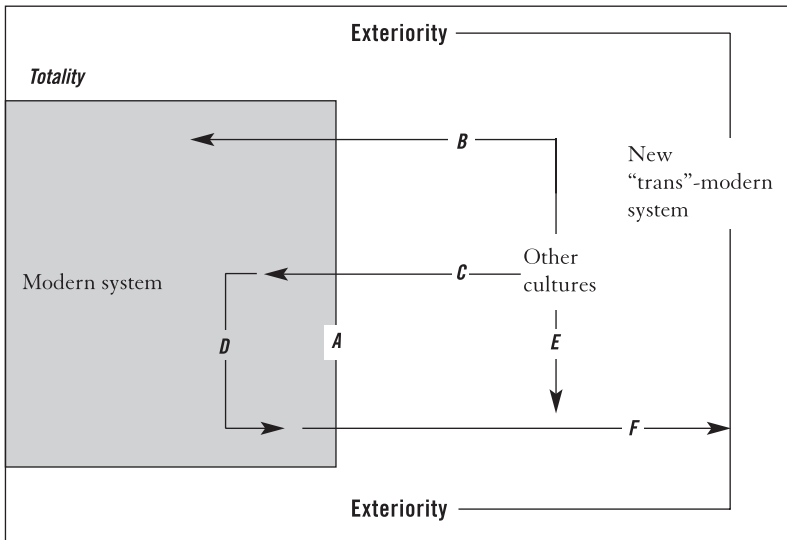 Exteriority
Totality
B
New
“trans”-modern
system
Other
cultures
C
Modern system
D
A
E
F
Exteriority